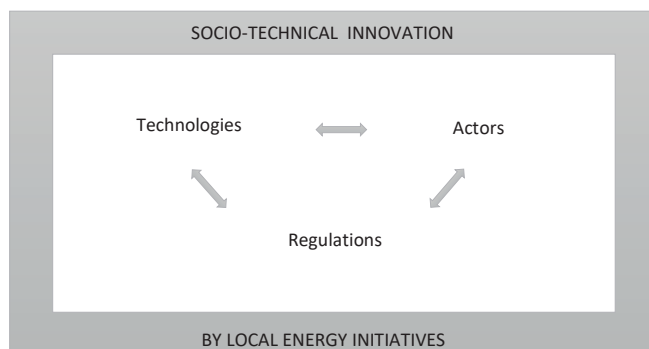 SOCIO-TECHNICAL INNOVATION
Technologies
Actors
Regulations
BY LOCAL ENERGY INITIATIVES